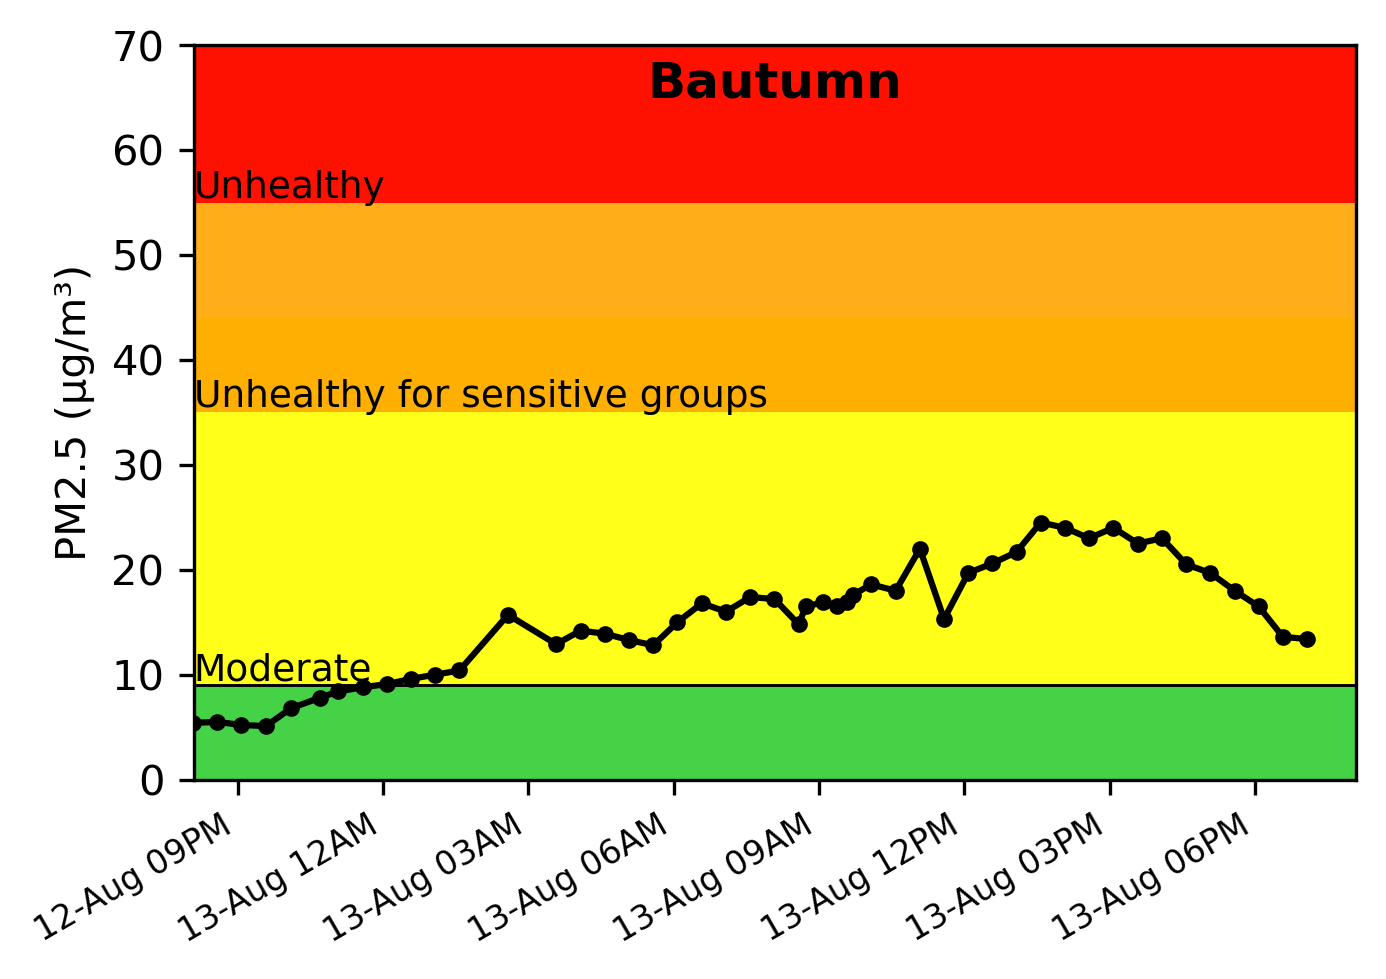 Bautumn
70
60
50
40
30
20
10
0
PM2.5 (µg/m³)
Unhealthy
Unhealthy for sensitive groups
Moderate
12-Aug 09PM
13-Aug 12AM
13-Aug 03AM
13-Aug 06AM
13-Aug 09AM
13-Aug 12PM
13-Aug 03PM
13-Aug 06PM